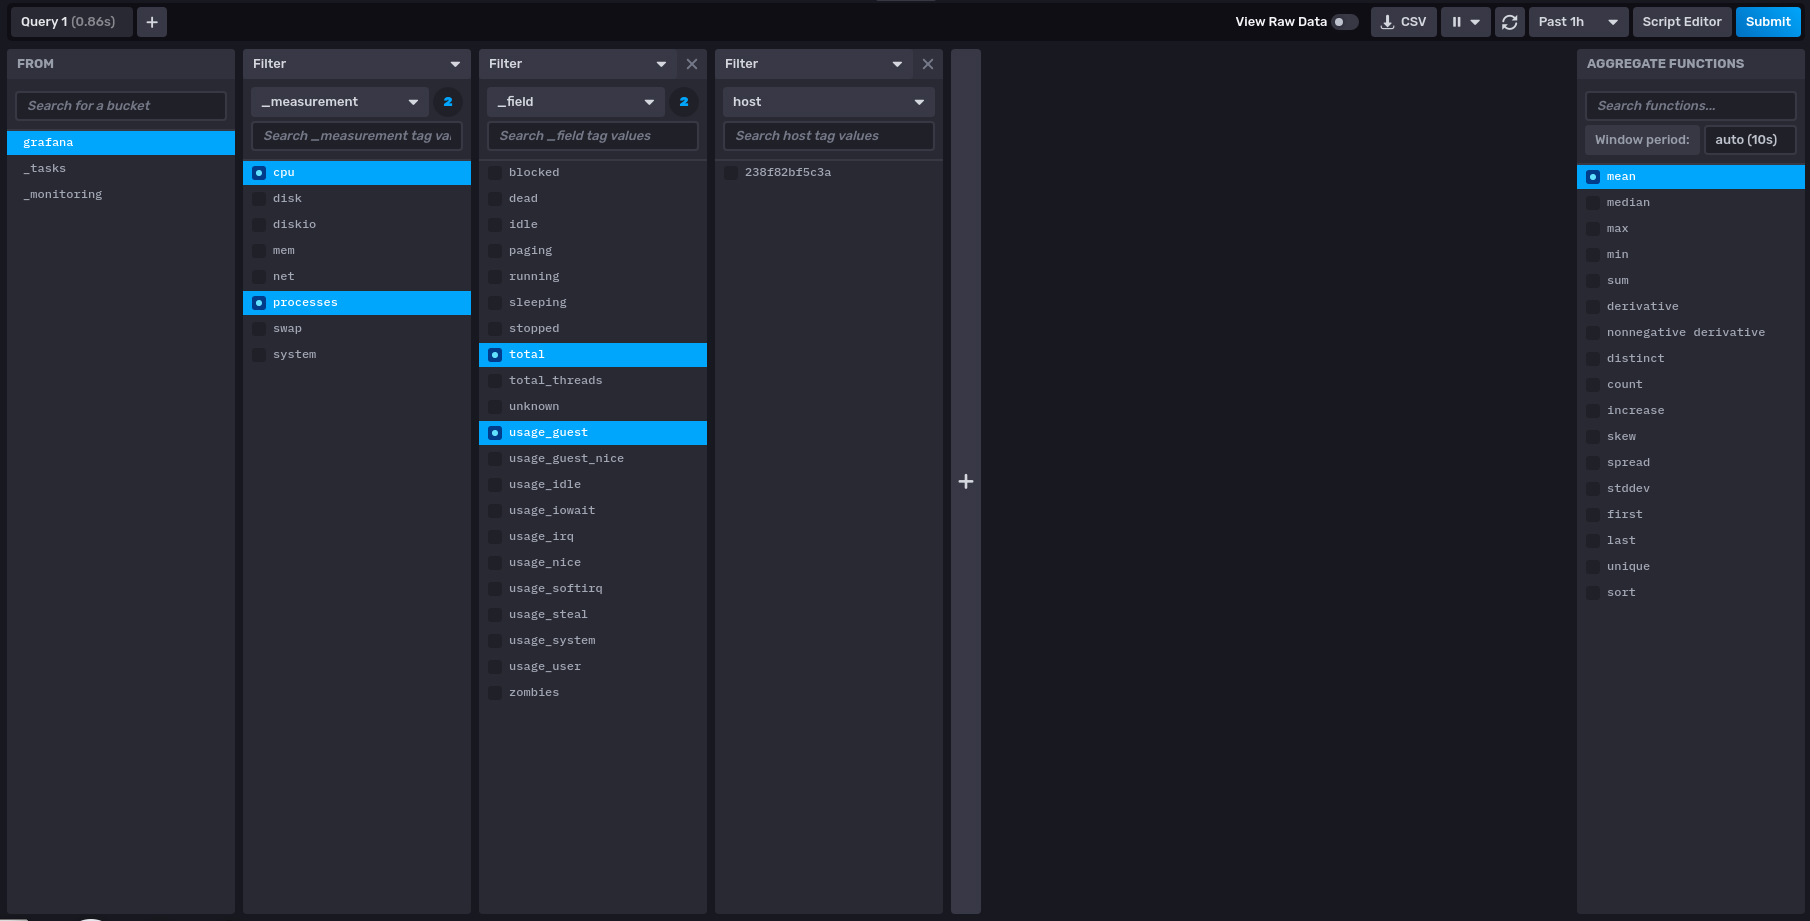 Query 1 (0.86s)
+
View Raw Data
CSV
Past 1h
Script Editor
Submit
FROM
Search for a bucket
grafana
_tasks
_monitoring
Filter
_measurement
2
Search _measurement tag val
cpu
disk
diskio
mem
net
processes
swap
system
Filter
_field
2
Search _field tag values
blocked
dead
idle
paging
running
sleeping
stopped
total
total_threads
unknown
usage_guest
usage_guest_nice
usage_idle
usage_iowait
usage_irq
usage_nice
usage_softirq
usage_steal
usage_system
usage_user
zombies
Filter
host
Search host tag values
238f82bf5c3a
+
AGGREGATE FUNCTIONS
Search functions...
Window period:
auto (10s)
mean
median
max
min
sum
derivative
nonnegative derivative
distinct
count
increase
skew
spread
stddev
first
last
unique
sort